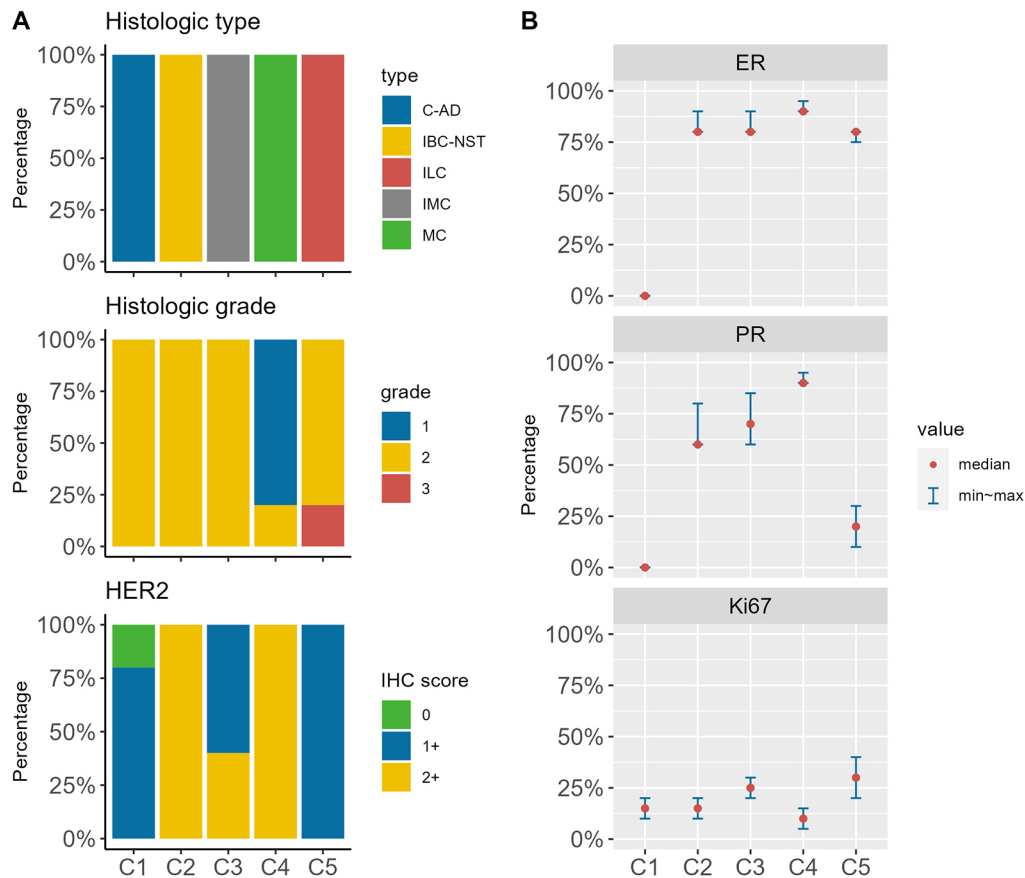 A
Histologic type
Percentage
100%
75%
50%
25%
0%
type
C-AD
IBC-NST
ILC
IMC
MC
Histologic grade
Percentage
100%
75%
50%
25%
0%
grade
1
2
3
HER2
Percentage
100%
75%
50%
25%
0%
C1 C2 C3 C4 C5
IHC score
0
1+
2+
B
Percentage
ER
100%
75%
50%
25%
0%
PR
100%
75%
50%
25%
0%
Ki67
100%
75%
50%
25%
0%
C1 C2 C3 C4 C5
value
median
min~max